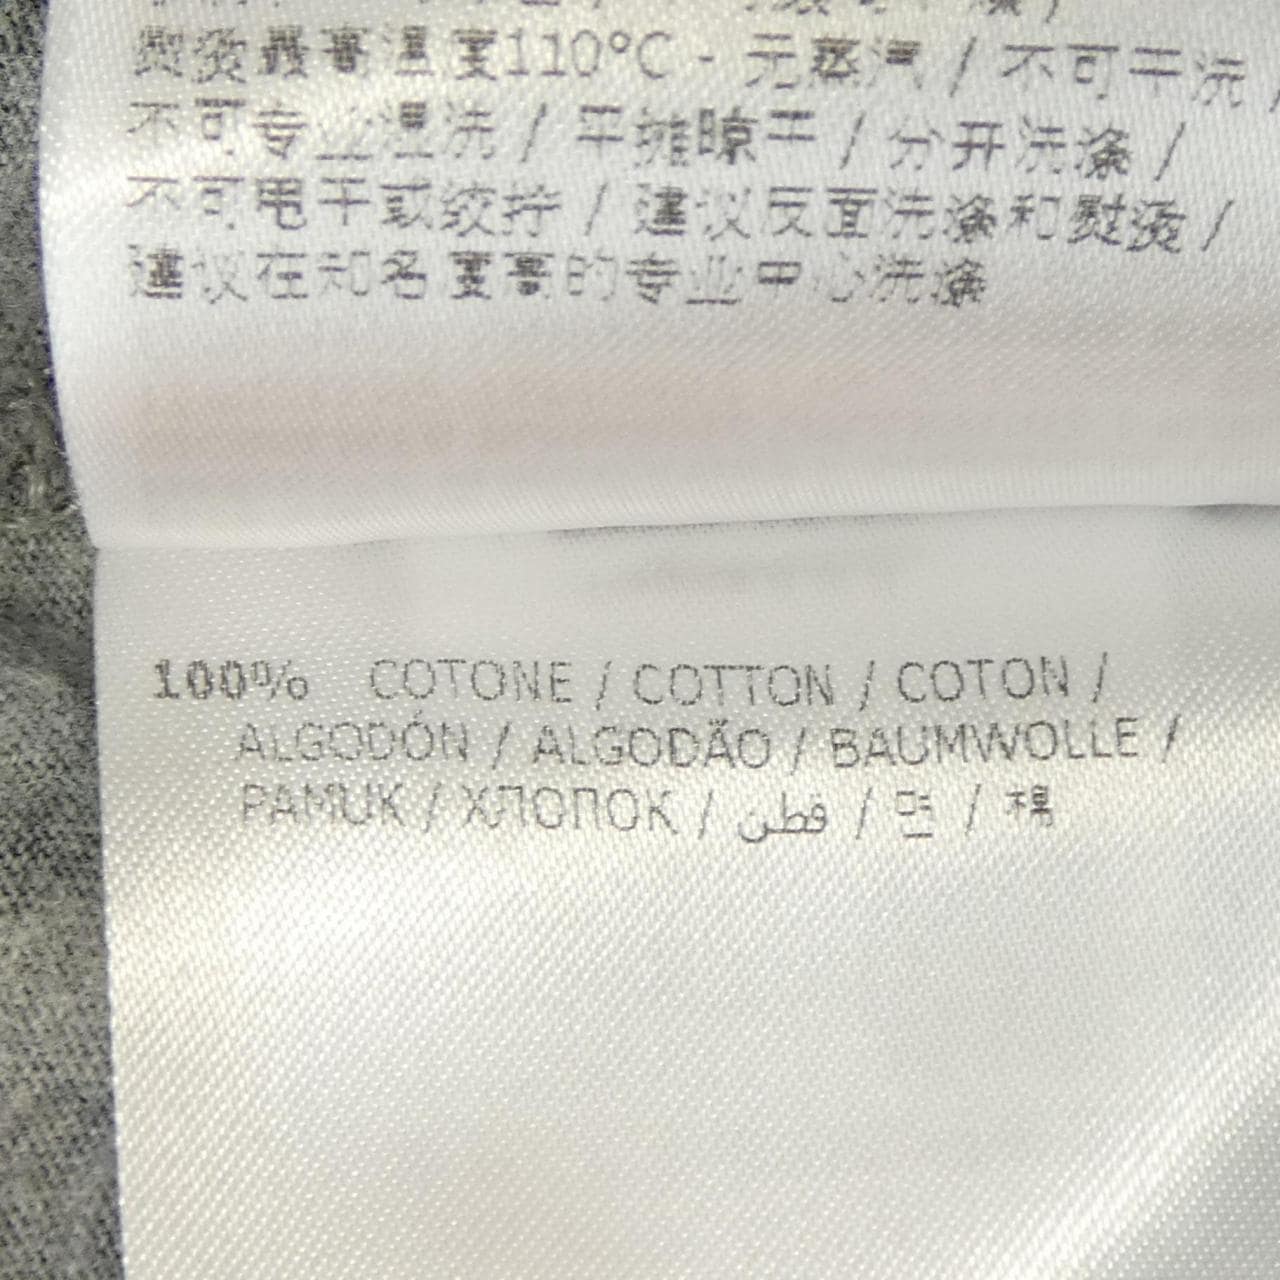 熨烫最高温度110°C - 无蒸汽 / 不可干洗 /
不可专业湿洗 / 平摊晾干 / 分开洗涤 /
不可甩干或绞拧 / 建议反面洗涤和熨烫 /
建议在知名度高的专业中心洗涤
100% COTONE / COTTON / COTON /
ALGODÓN / ALGODÃO / BAUMWOLLE /
PAMUK / ХЛОПОК / قطن / 면 / 棉